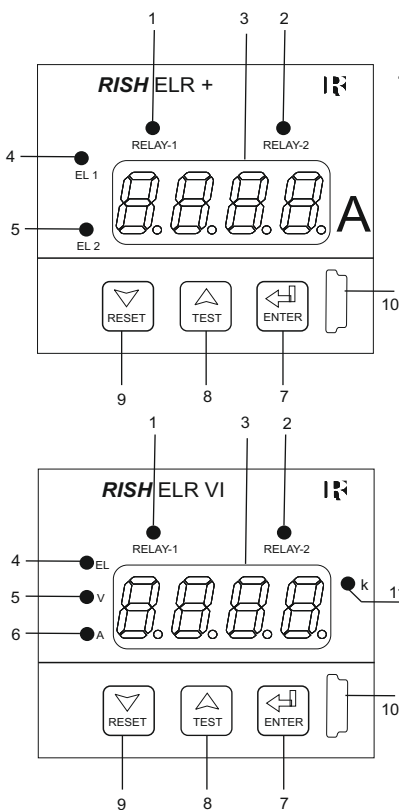 1 3 2
RISH ELR +
RELAY-1 RELAY-2
4
EL 1
5
EL 2
A
RESET TEST ENTER
10
9 8 7
1 3 2
RISH ELR VI
RELAY-1 RELAY-2
4 EL
k
5 V
11
6 A
RESET TEST ENTER
10
9 8 7